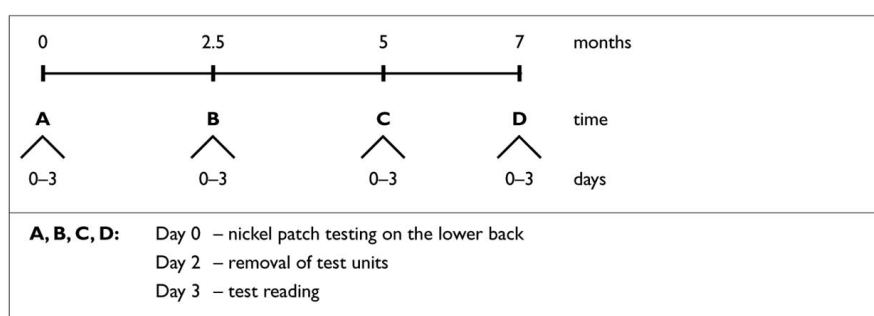 0 2.5 5 7 months
A B C D time
0–3 0–3 0–3 0–3 days
A, B, C, D: Day 0 – nickel patch testing on the lower back
Day 2 – removal of test units
Day 3 – test reading